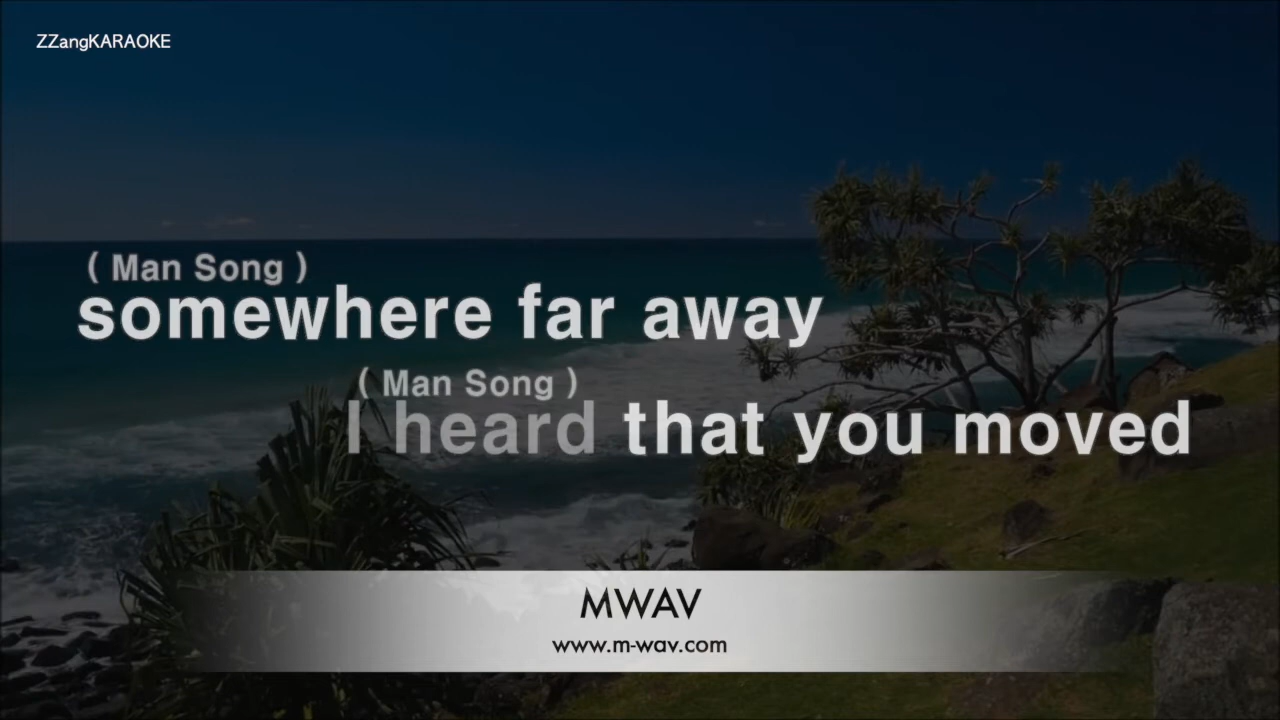 ZZangKARAOKE
( Man Song )
somewhere far away
( Man Song )
I heard that you moved
MWAV
www.m-wav.com